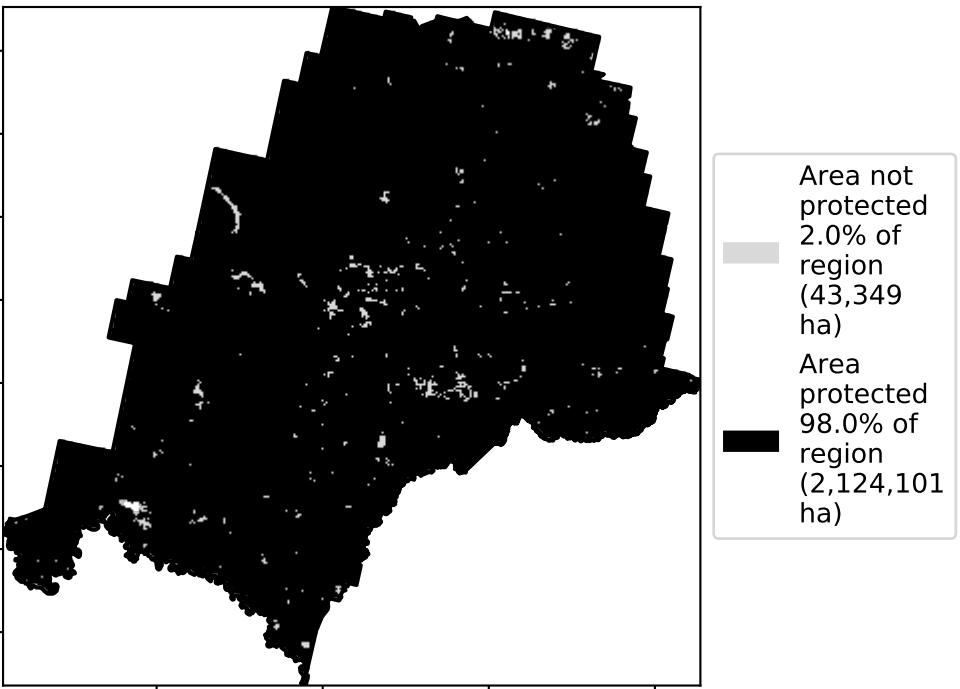 Area not
protected
2.0% of
region
(43,349
ha)
Area
protected
98.0% of
region
(2,124,101
ha)